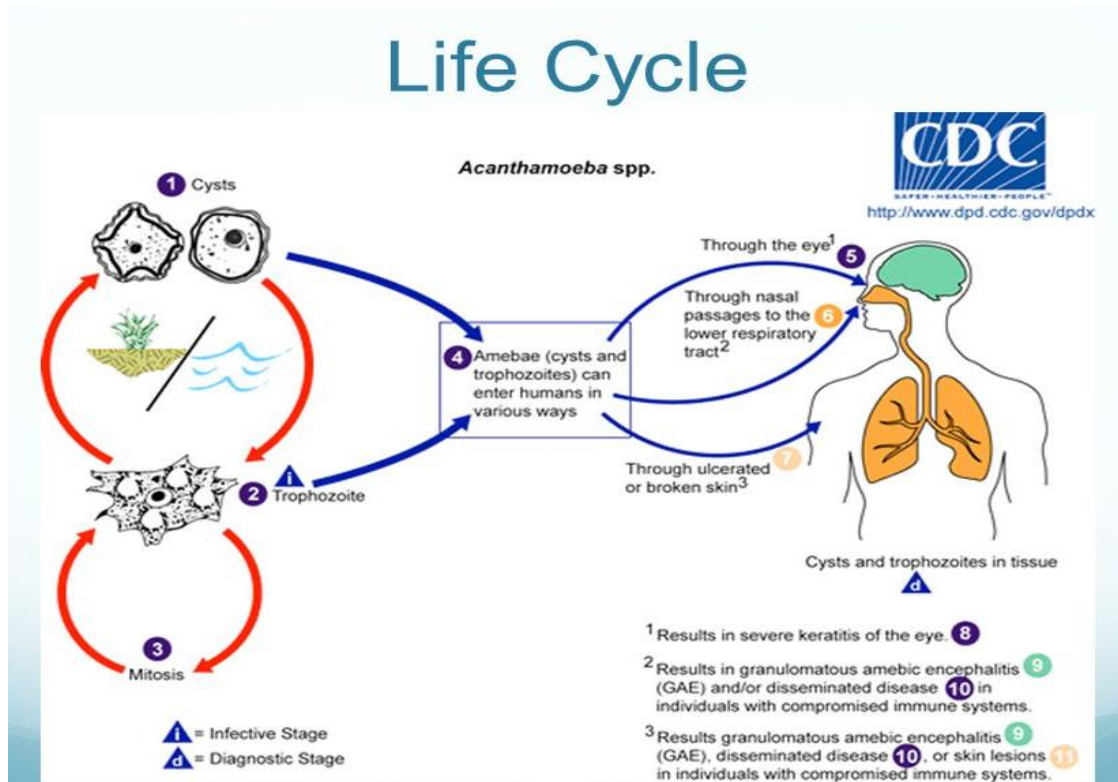 Life Cycle
CDC
SAFER•HEALTHIER•PEOPLE™
http://www.dpd.cdc.gov/dpdx
Acanthamoeba spp.
1 Cysts
2 Trophozoite
i
3
Mitosis
4 Amebae (cysts and
trophozoites) can
enter humans in
various ways
Through the eye1 5
Through nasal
passages to the 6
lower respiratory
tract2
7
Through ulcerated
or broken skin3
Cysts and trophozoites in tissue
d
i = Infective Stage
d = Diagnostic Stage
1 Results in severe keratitis of the eye. 8
2 Results in granulomatous amebic encephalitis 9
(GAE) and/or disseminated disease 10 in
individuals with compromised immune systems.
3 Results granulomatous amebic encephalitis 9
(GAE), disseminated disease 10, or skin lesions 11
in individuals with compromised immune systems